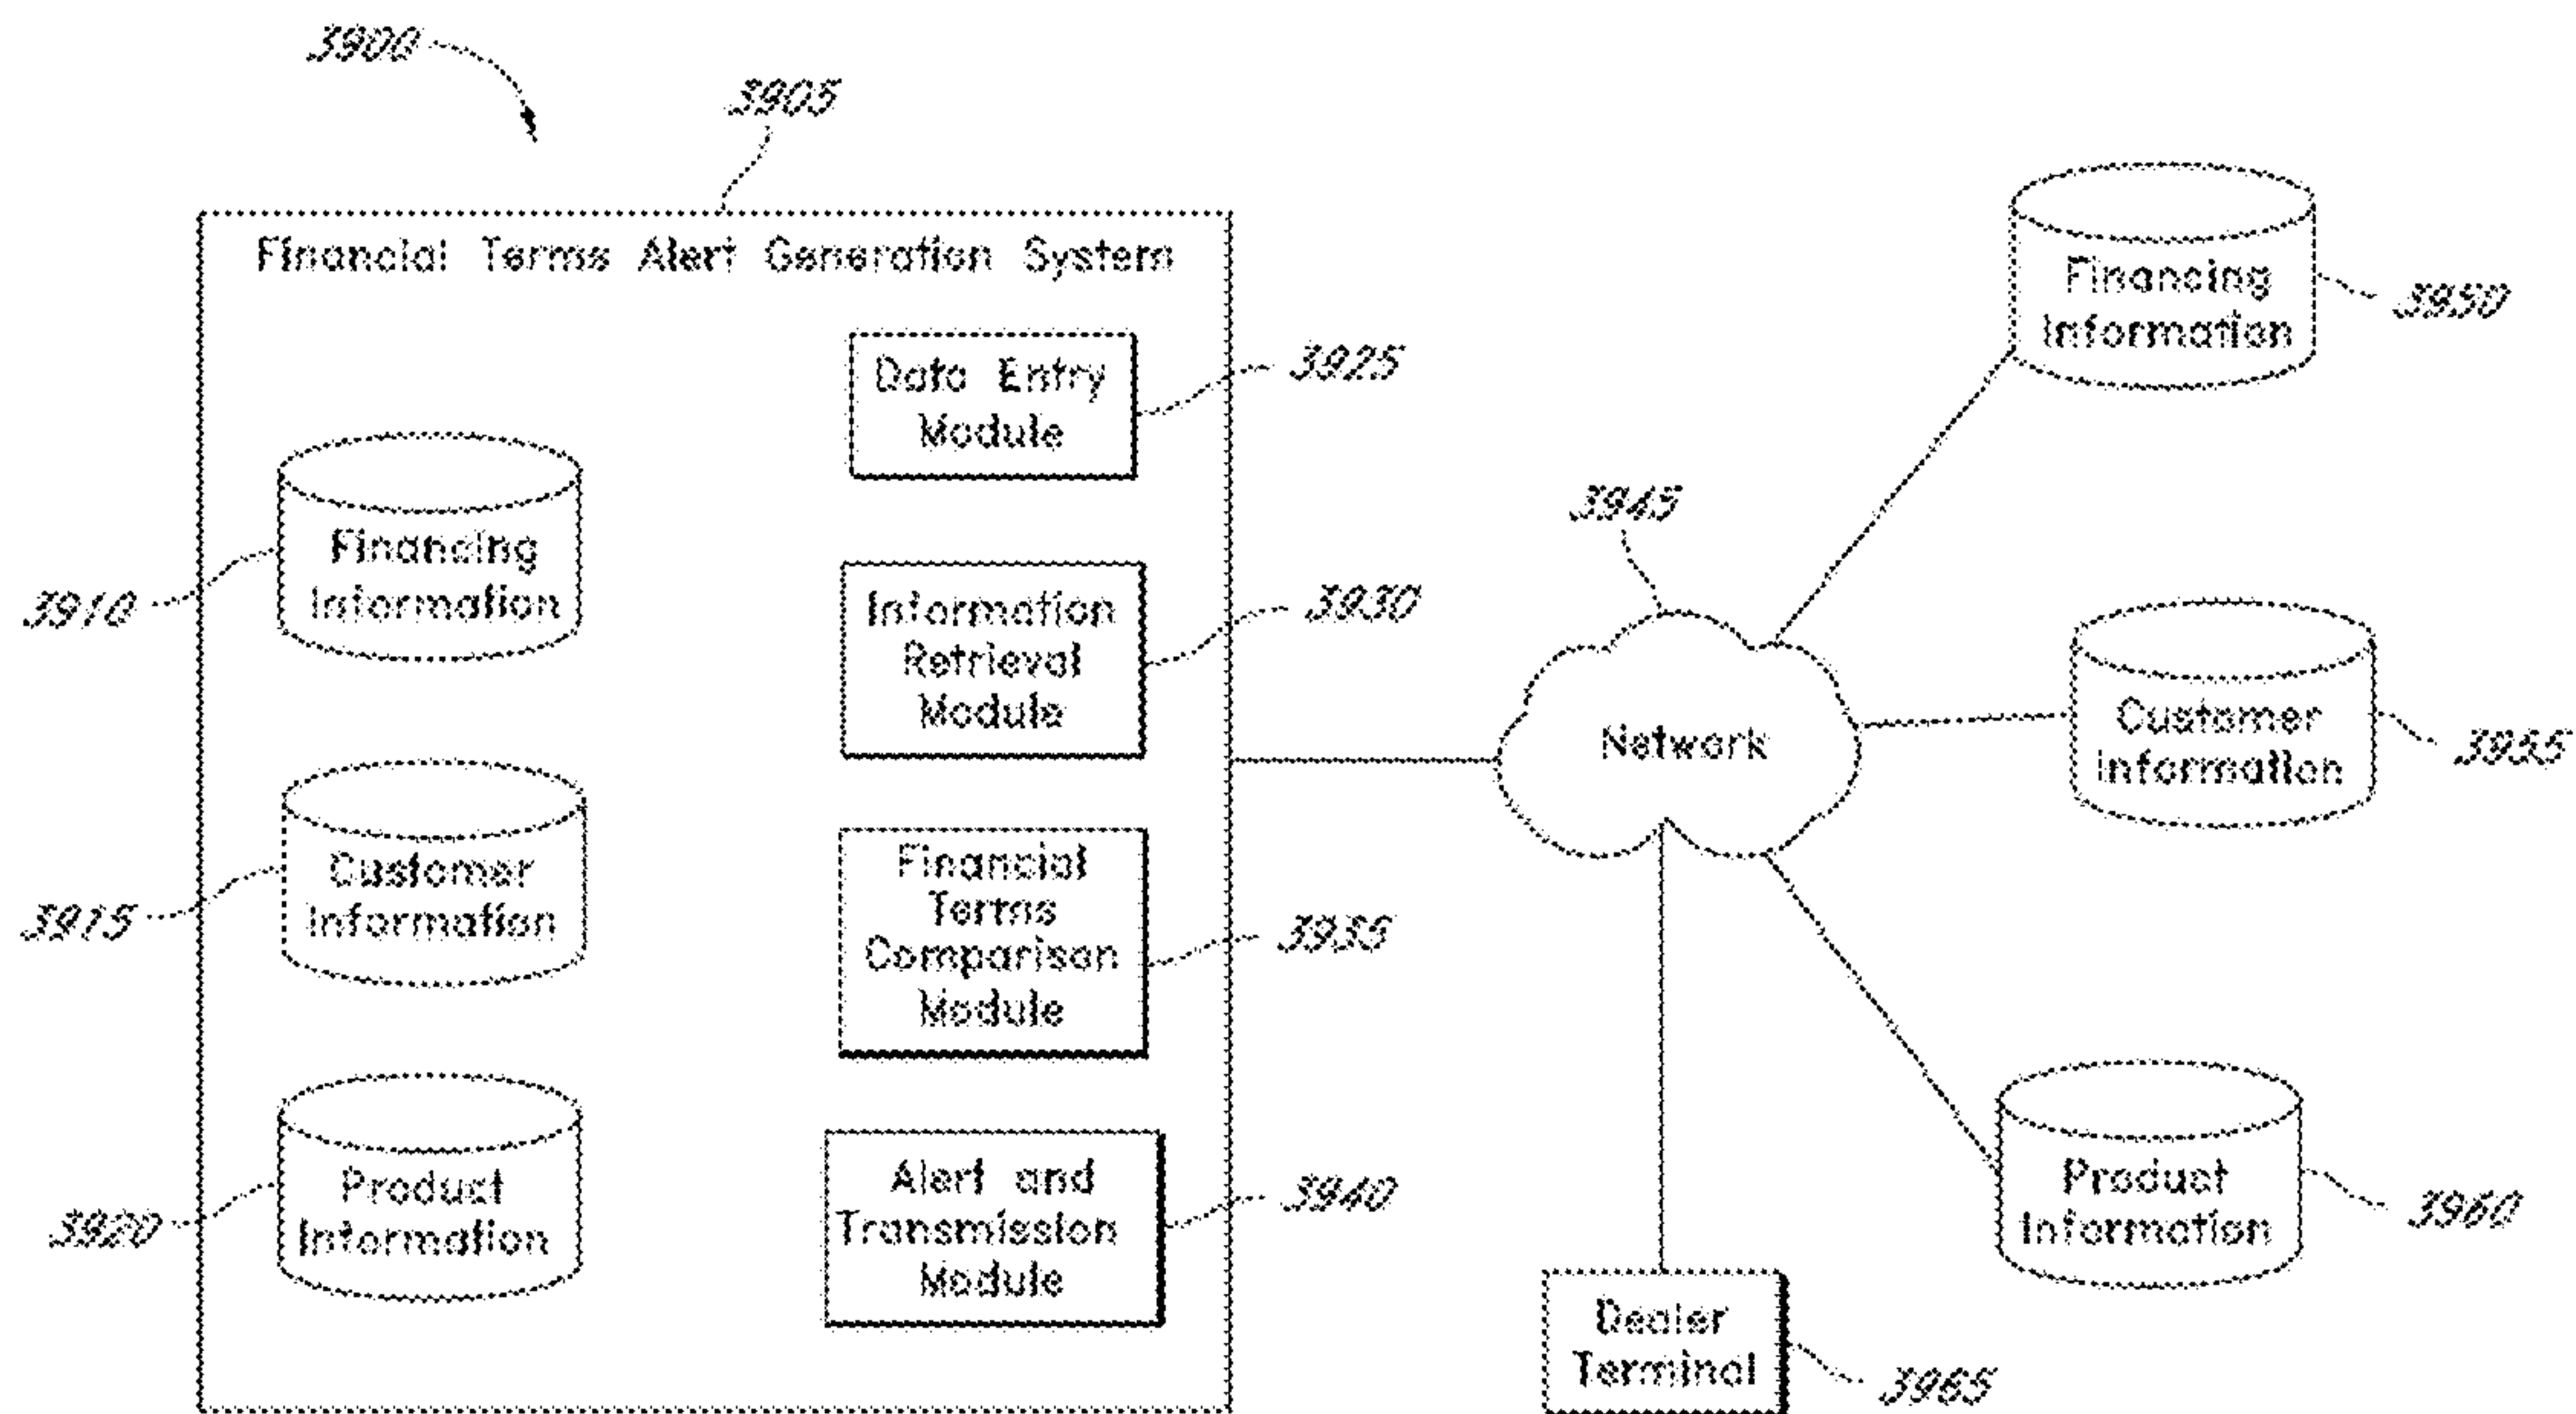 3900
3905
Financial Terms Alert Generation System
Data Entry
Module
3925
Financing
Information
3910
Information
Retrieval
Module
3930
Customer
Information
3915
Financial
Terms
Comparison
Module
3935
Product
Information
3920
Alert and
Transmission
Module
3940
3945
Network
Financing
Information
3950
Customer
Information
3955
Product
Information
3960
Dealer
Terminal
3965